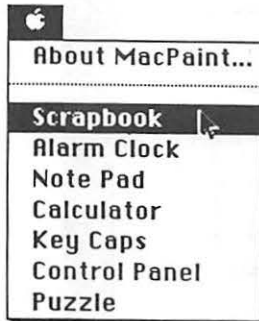 About MacPaint...
Scrapbook
Alarm Clock
Note Pad
Calculator
Key Caps
Control Panel
Puzzle